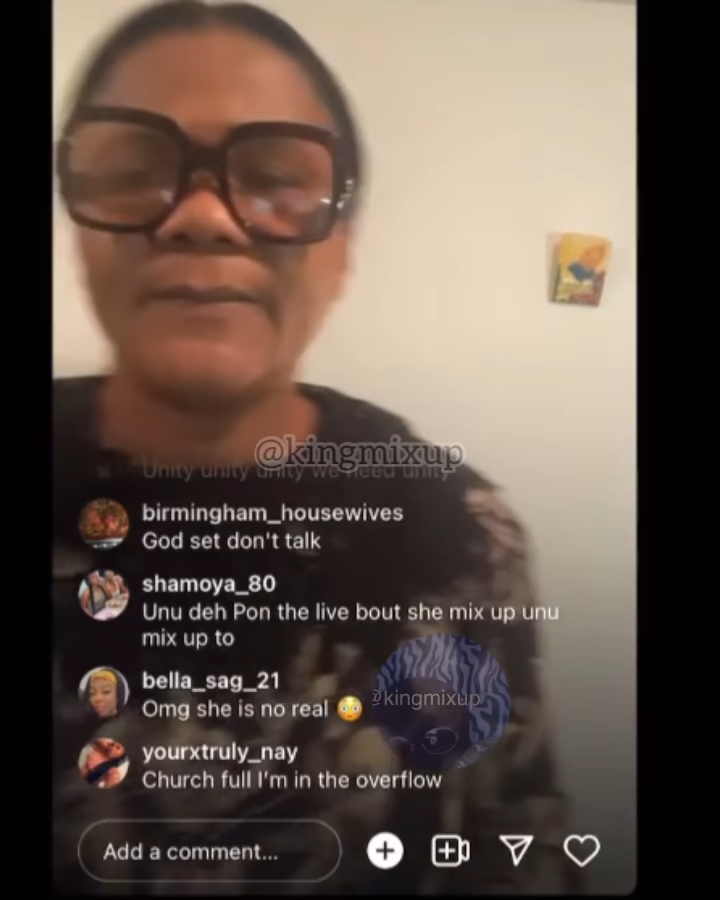 @kingmixup
Unity unity unity we need unity
birmingham_housewives
God set don't talk
shamoya_80
Unu deh Pon the live bout she mix up unu
mix up to
bella_sag_21
Omg she is no real 😳
@kingmixup
yourxtruly_nay
Church full I'm in the overflow
Add a comment...